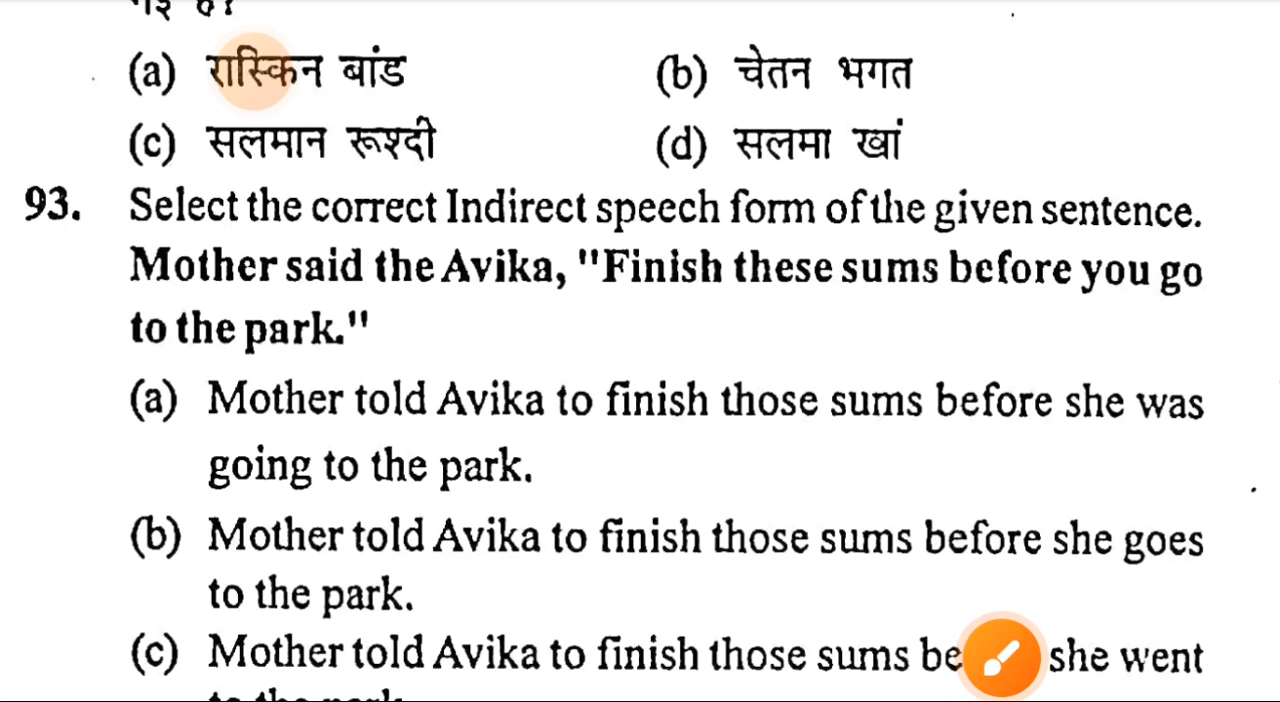 (a) रास्किन बांड (b) चेतन भगत
(c) सलमान रूश्दी (d) सलमा खां
93. Select the correct Indirect speech form of the given sentence.
Mother said the Avika, "Finish these sums before you go
to the park."
(a) Mother told Avika to finish those sums before she was
going to the park.
(b) Mother told Avika to finish those sums before she goes
to the park.
(c) Mother told Avika to finish those sums be she went
to the park